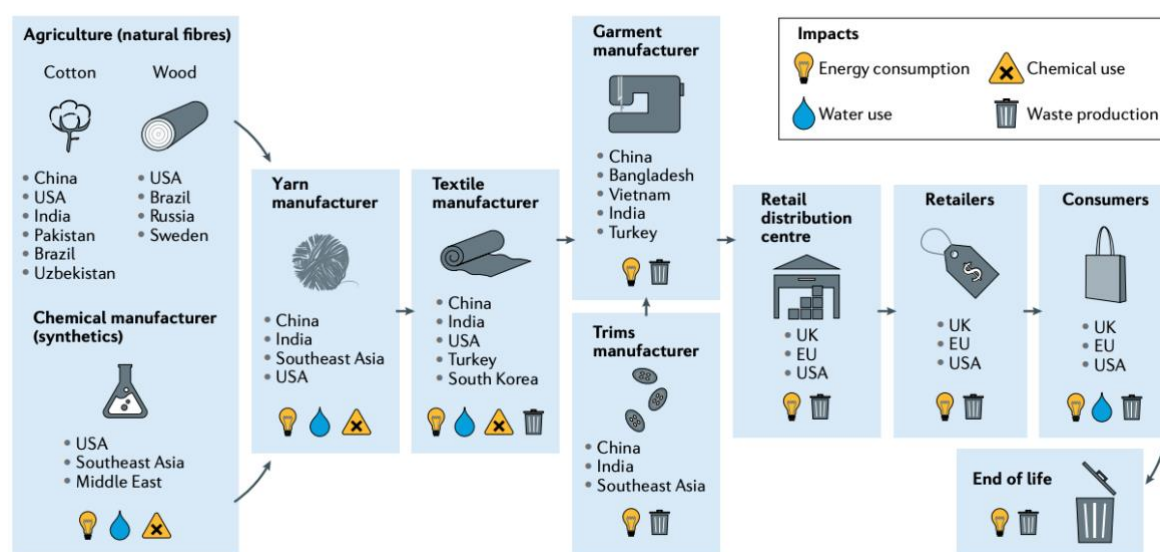 Agriculture (natural fibres)
Cotton
• China
• USA
• India
• Pakistan
• Brazil
• Uzbekistan
Wood
• USA
• Brazil
• Russia
• Sweden
Chemical manufacturer
(synthetics)
• USA
• Southeast Asia
• Middle East
Yarn
manufacturer
• China
• India
• Southeast Asia
• USA
Textile
manufacturer
• China
• India
• USA
• Turkey
• South Korea
Garment
manufacturer
• China
• Bangladesh
• Vietnam
• India
• Turkey
Trims
manufacturer
• China
• India
• Southeast Asia
Retail
distribution
centre
• UK
• EU
• USA
Retailers
$
• UK
• EU
• USA
Consumers
• UK
• EU
• USA
End of life
Impacts
Energy consumption
Chemical use
Water use
Waste production